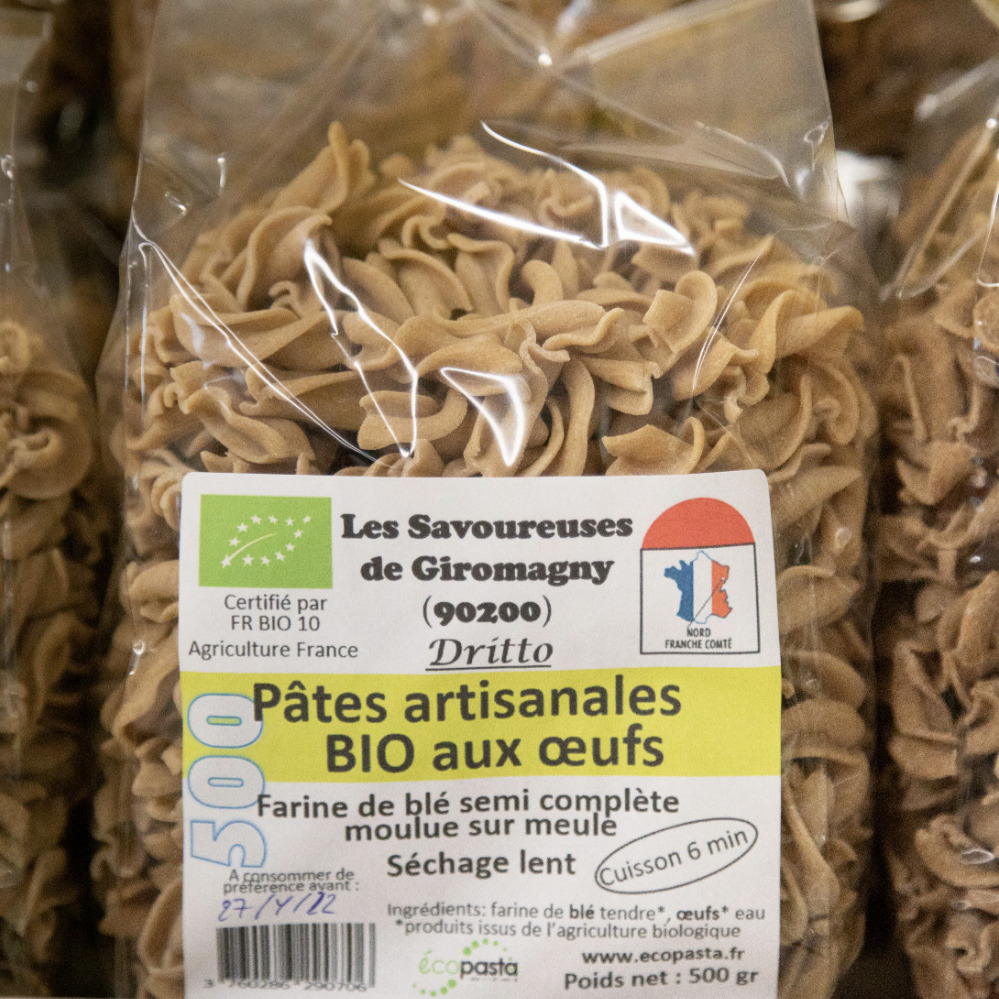 Les Savoureuses
de Giromagny
(90200)
Dritto
Certifié par
FR BIO 10
Agriculture France
NORD
FRANCHE COMTÉ
500
Pâtes artisanales
BIO aux œufs
Farine de blé semi complète
moulue sur meule
Séchage lent
Cuisson 6 min
A consommer de
préférence avant :
27/4/22
Ingrédients: farine de blé tendre*, œufs* eau
*produits issus de l'agriculture biologique
www.ecopasta.fr
Poids net : 500 gr
écopasta
3 760286 290706